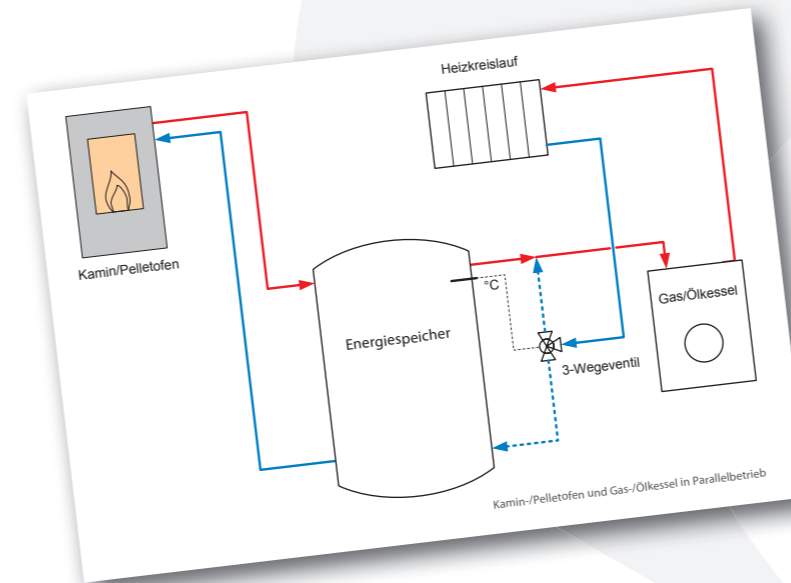 Heizkreislauf
Kamin/Pelletofen
°C
Gas/Ölkessel
Energiespeicher
3-Wegeventil
Kamin-/Pelletofen und Gas-/Ölkessel in Parallelbetrieb